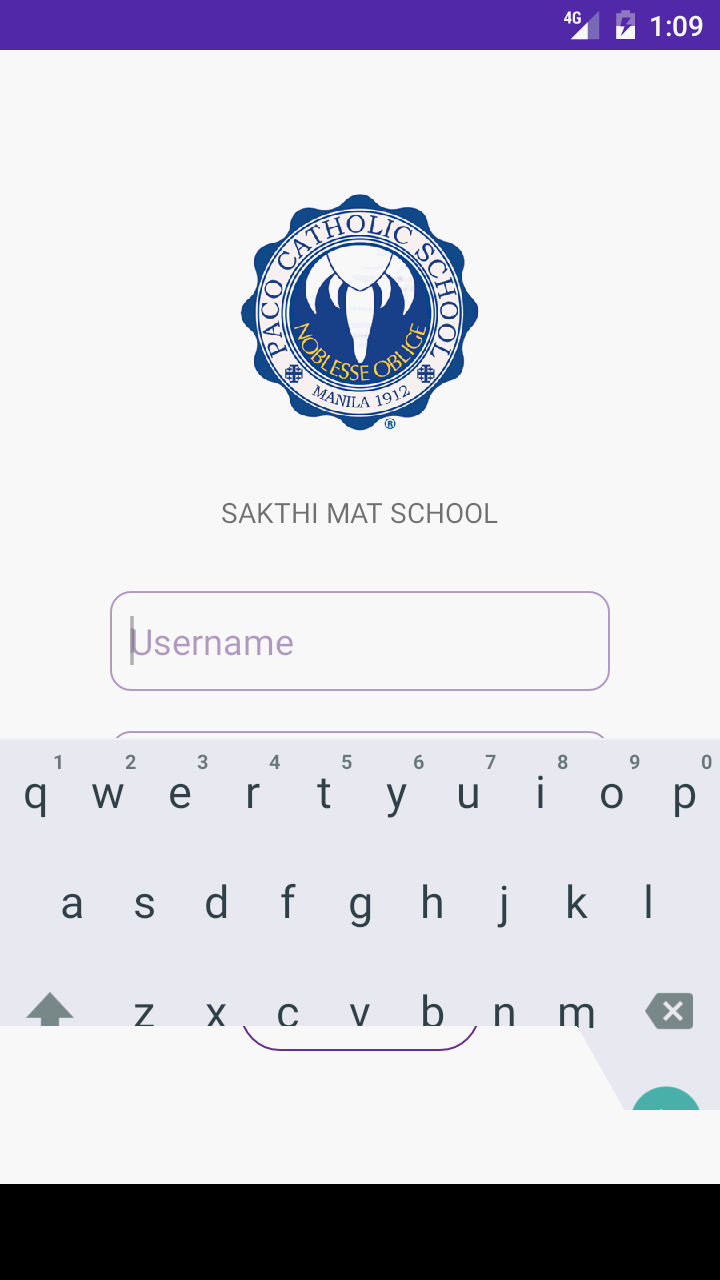 4G 1:09
PACO CATHOLIC SCHOOL
NOBLESSE OBLIGE
MANILA 1912
®
SAKTHI MAT SCHOOL
Username
1 2 3 4 5 6 7 8 9 0
q w e r t y u i o p
a s d f g h j k l
z x c v b n m